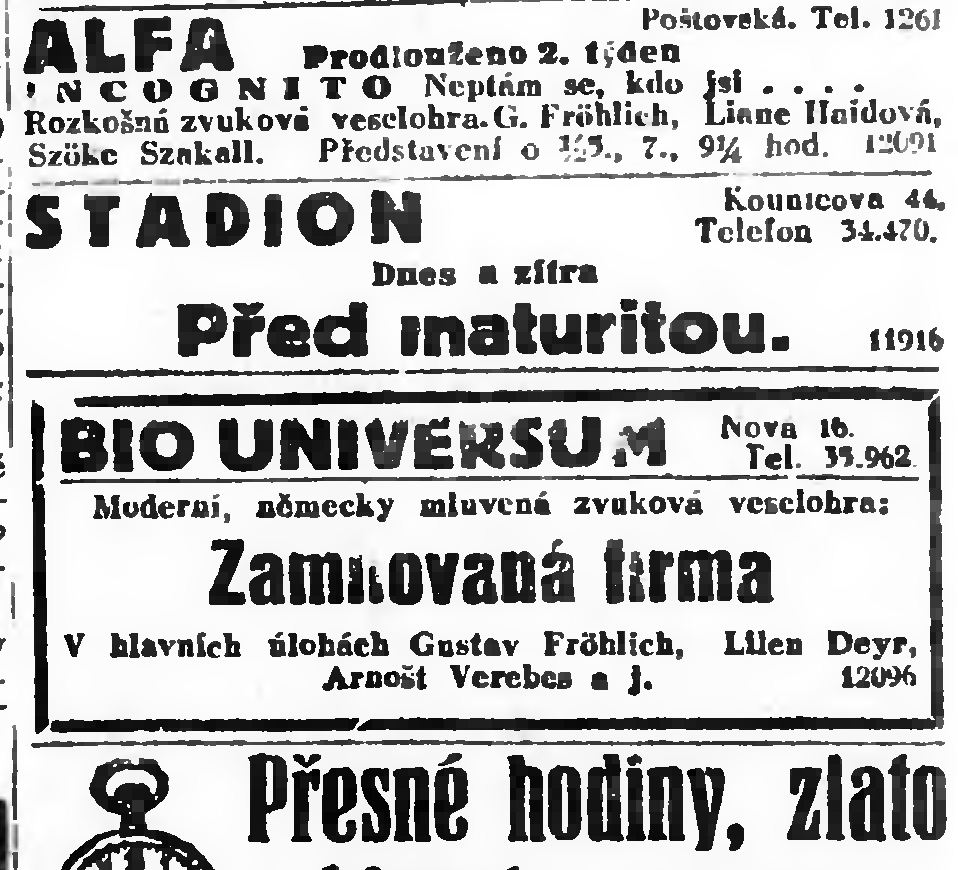 ALFA Poštovská. Tel. 1261
Prodlouženo 2. týden
INCOGNITO Neptám se, kdo jsi . . . .
Rozkošná zvuková veselohra. G. Fröhlich, Liane Haidová,
Szöke Szakall. Představení o ½5., 7., 9¼ hod. 12091
STADION Kounicova 44.
Telefon 34.470.
Dnes a zítra
Před maturitou. 11916
BIO UNIVERSUM Nová 16.
Tel. 35.962.
Moderní, německy mluvená zvuková veselohra:
Zamilovaná firma
V hlavních úlohách Gustav Fröhlich, Lilen Deyr,
Arnošt Verebes a j. 12096
Přesné hodiny, zlato